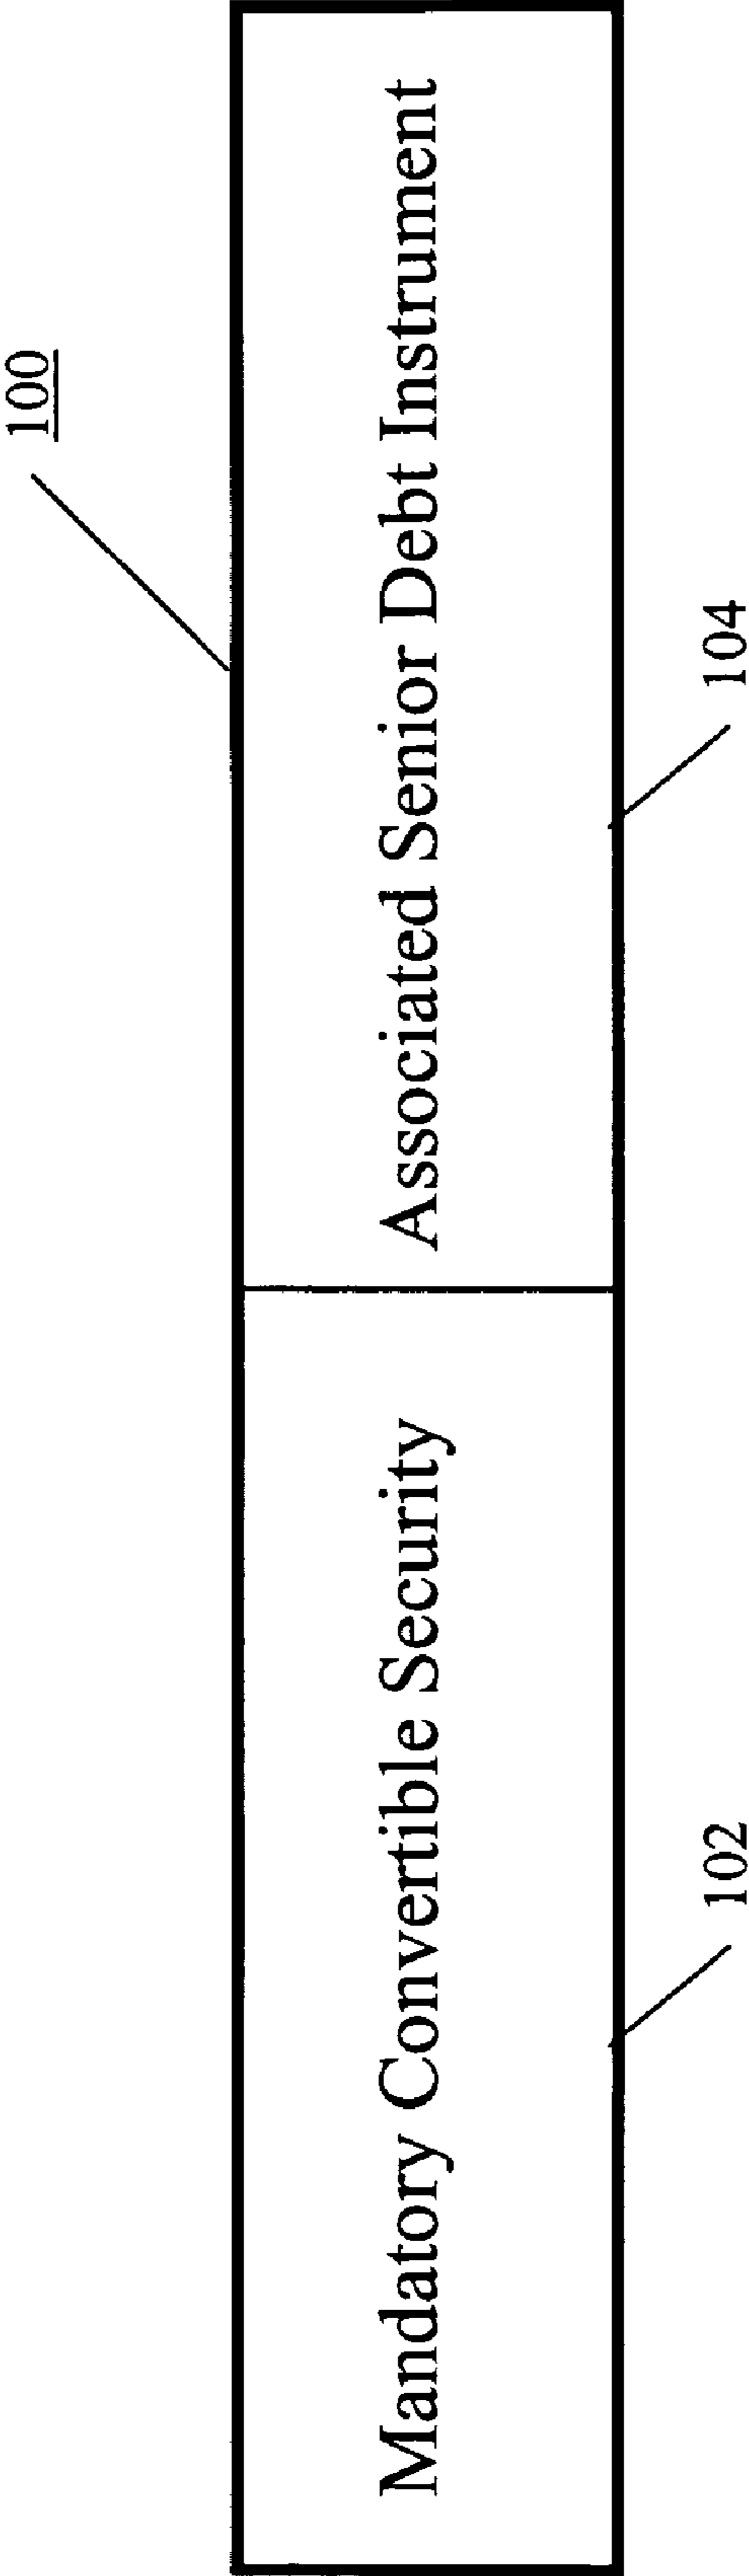 100
Mandatory Convertible Security
Associated Senior Debt Instrument
102
104